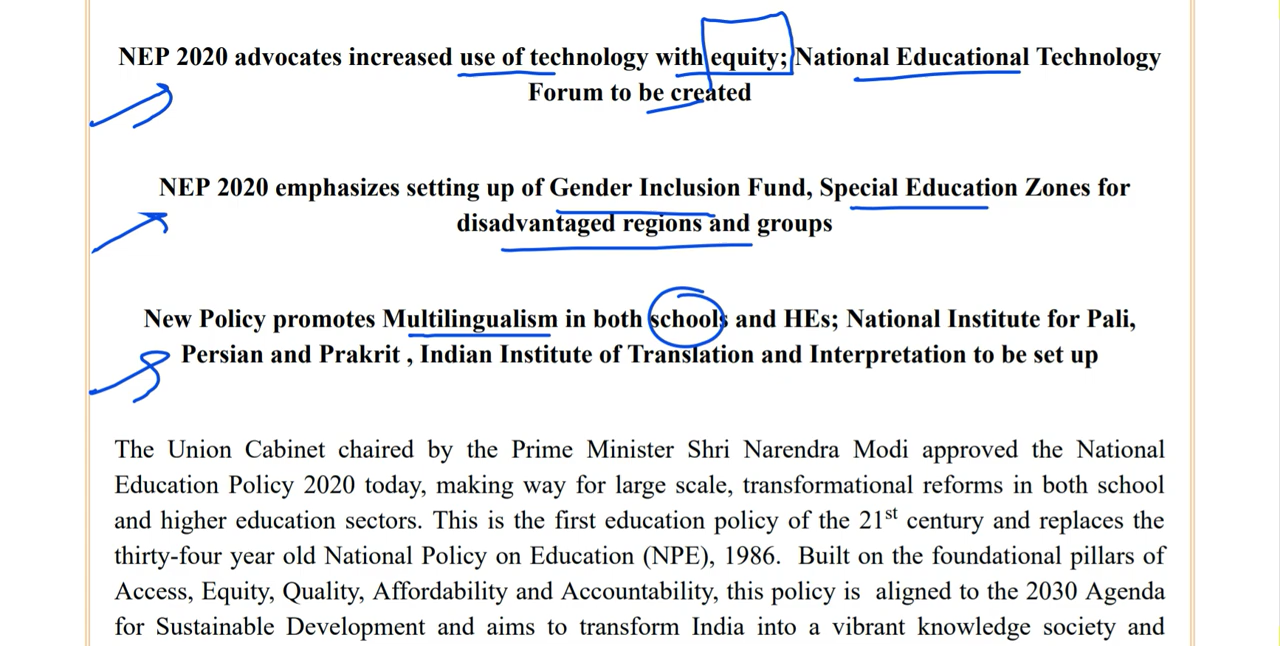 NEP 2020 advocates increased use of technology with equity; National Educational Technology
Forum to be created
NEP 2020 emphasizes setting up of Gender Inclusion Fund, Special Education Zones for
disadvantaged regions and groups
New Policy promotes Multilingualism in both schools and HEs; National Institute for Pali,
Persian and Prakrit , Indian Institute of Translation and Interpretation to be set up
The Union Cabinet chaired by the Prime Minister Shri Narendra Modi approved the National
Education Policy 2020 today, making way for large scale, transformational reforms in both school
and higher education sectors. This is the first education policy of the 21st century and replaces the
thirty-four year old National Policy on Education (NPE), 1986. Built on the foundational pillars of
Access, Equity, Quality, Affordability and Accountability, this policy is aligned to the 2030 Agenda
for Sustainable Development and aims to transform India into a vibrant knowledge society and